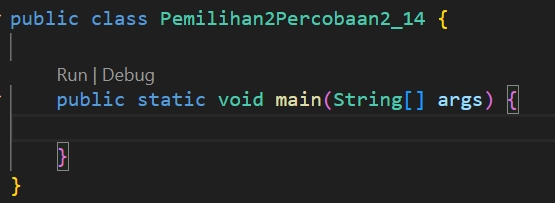 public class Pemilihan2Percobaan2_14 {
Run | Debug
public static void main(String[] args) {
}
}